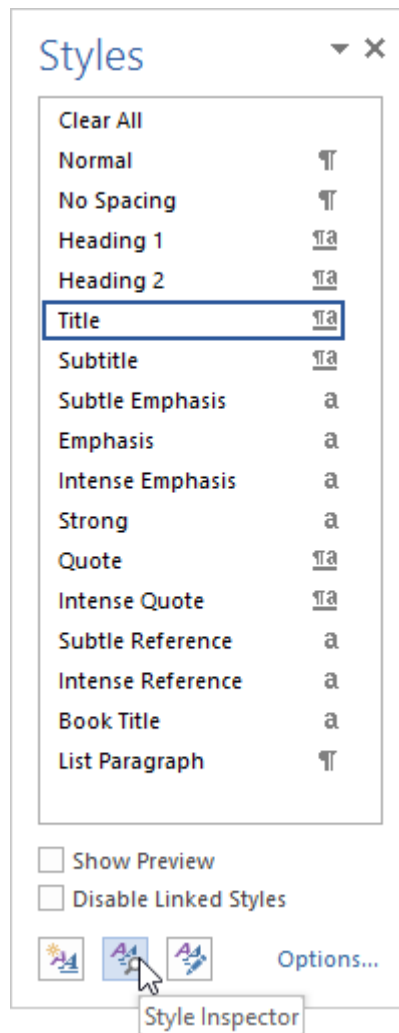 Styles
Clear All
Normal ¶
No Spacing ¶
Heading 1 ¶a
Heading 2 ¶a
Title ¶a
Subtitle ¶a
Subtle Emphasis a
Emphasis a
Intense Emphasis a
Strong a
Quote ¶a
Intense Quote ¶a
Subtle Reference a
Intense Reference a
Book Title a
List Paragraph ¶
Show Preview
Disable Linked Styles
Options...
Style Inspector